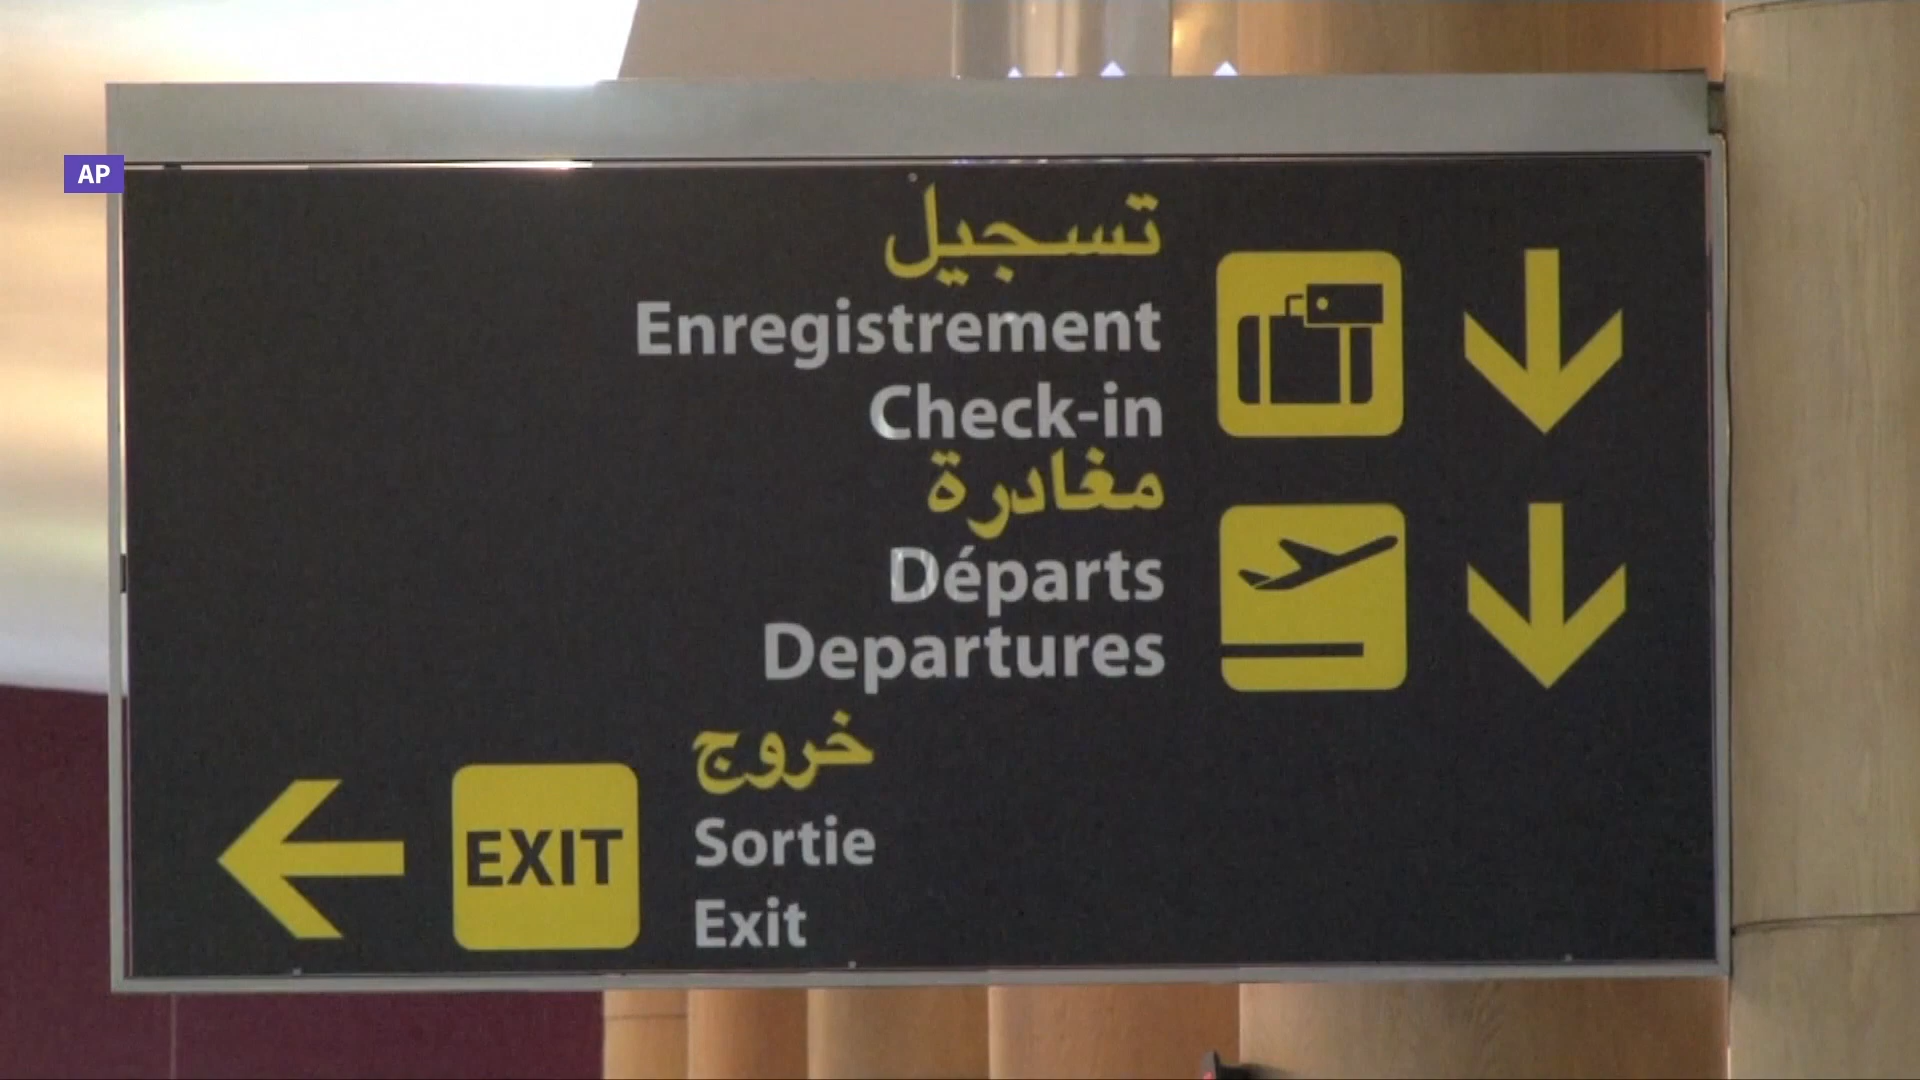 AP
تسجيل
Enregistrement
Check-in
مغادرة
Départs
Departures
خروج
EXIT
Sortie
Exit